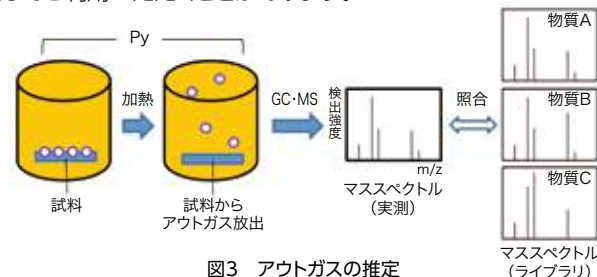 Py
加熱
試料
試料から
アウトガス放出
GC・MS
検出強度
m/z
マススペクトル
(実測)
照合
物質A
物質B
物質C
マススペクトル
(ライブラリ)
図3 アウトガスの推定